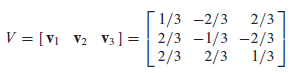 V = [ v₁ v₂ v₃ ] = [ 1/3 −2/3 2/3 ]
[ 2/3 −1/3 −2/3 ]
[ 2/3 2/3 1/3 ]